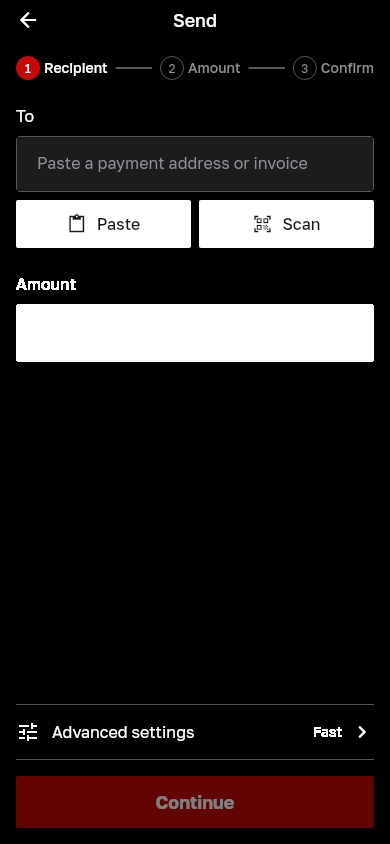 Send
1 Recipient 2 Amount 3 Confirm
To
Paste a payment address or invoice
Paste Scan
Amount
Advanced settings Fast
Continue